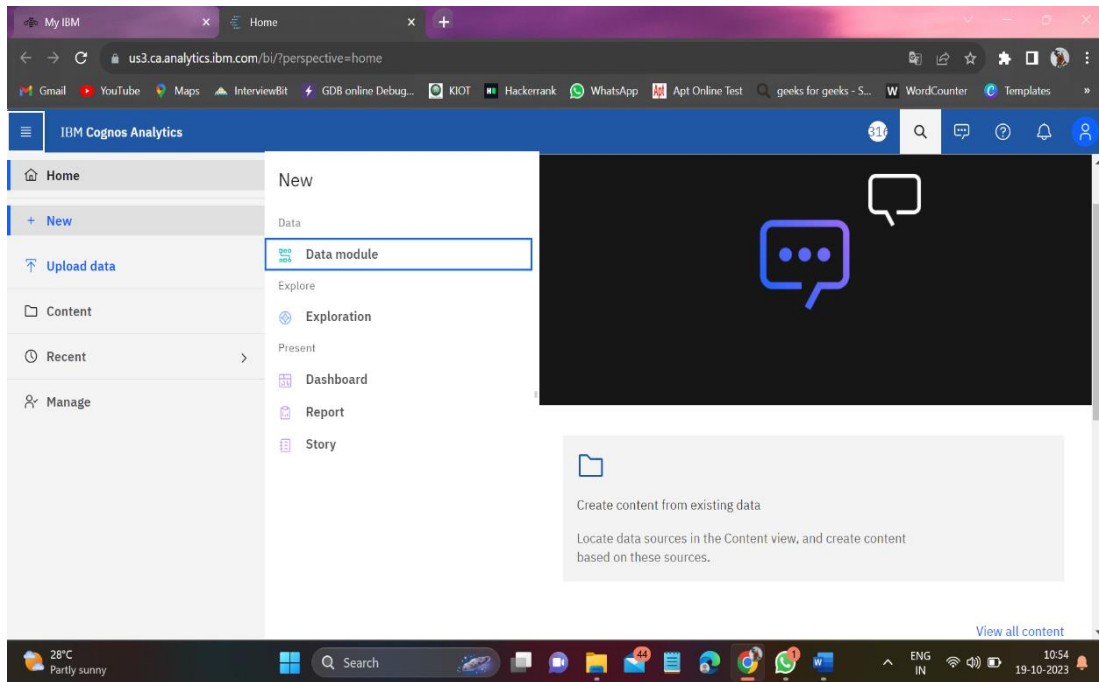 My IBM
Home
us3.ca.analytics.ibm.com/bi/?perspective=home
Gmail YouTube Maps InterviewBit GDB online Debug... KIOT Hackerrank WhatsApp Apt Online Test geeks for geeks - S... WordCounter Templates »
IBM Cognos Analytics
316
Home
New
Upload data
Content
Recent
Manage
New
Data
Data module
Explore
Exploration
Present
Dashboard
Report
Story
Create content from existing data
Locate data sources in the Content view, and create content
based on these sources.
View all content
28°C
Partly sunny
Search
44
1
ENG
IN
10:54
19-10-2023